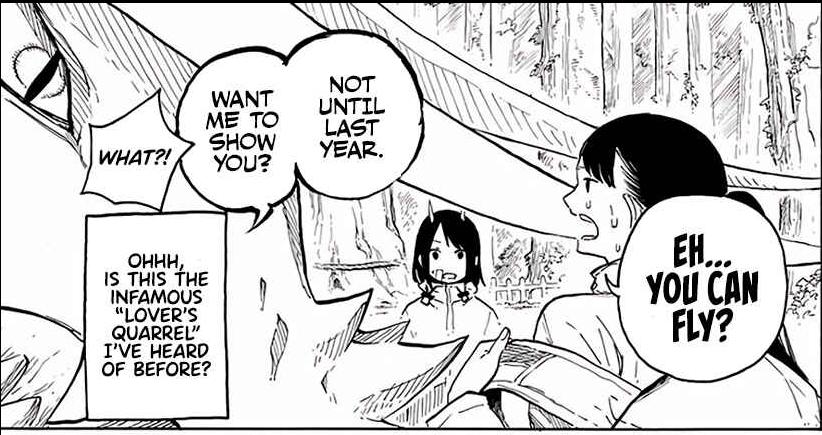 EH...
YOU CAN
FLY?
NOT
UNTIL
LAST
YEAR.
WANT
ME TO
SHOW
YOU?
WHAT?!
OHHH,
IS THIS THE
INFAMOUS
"LOVER'S
QUARREL"
I'VE HEARD
OF BEFORE?